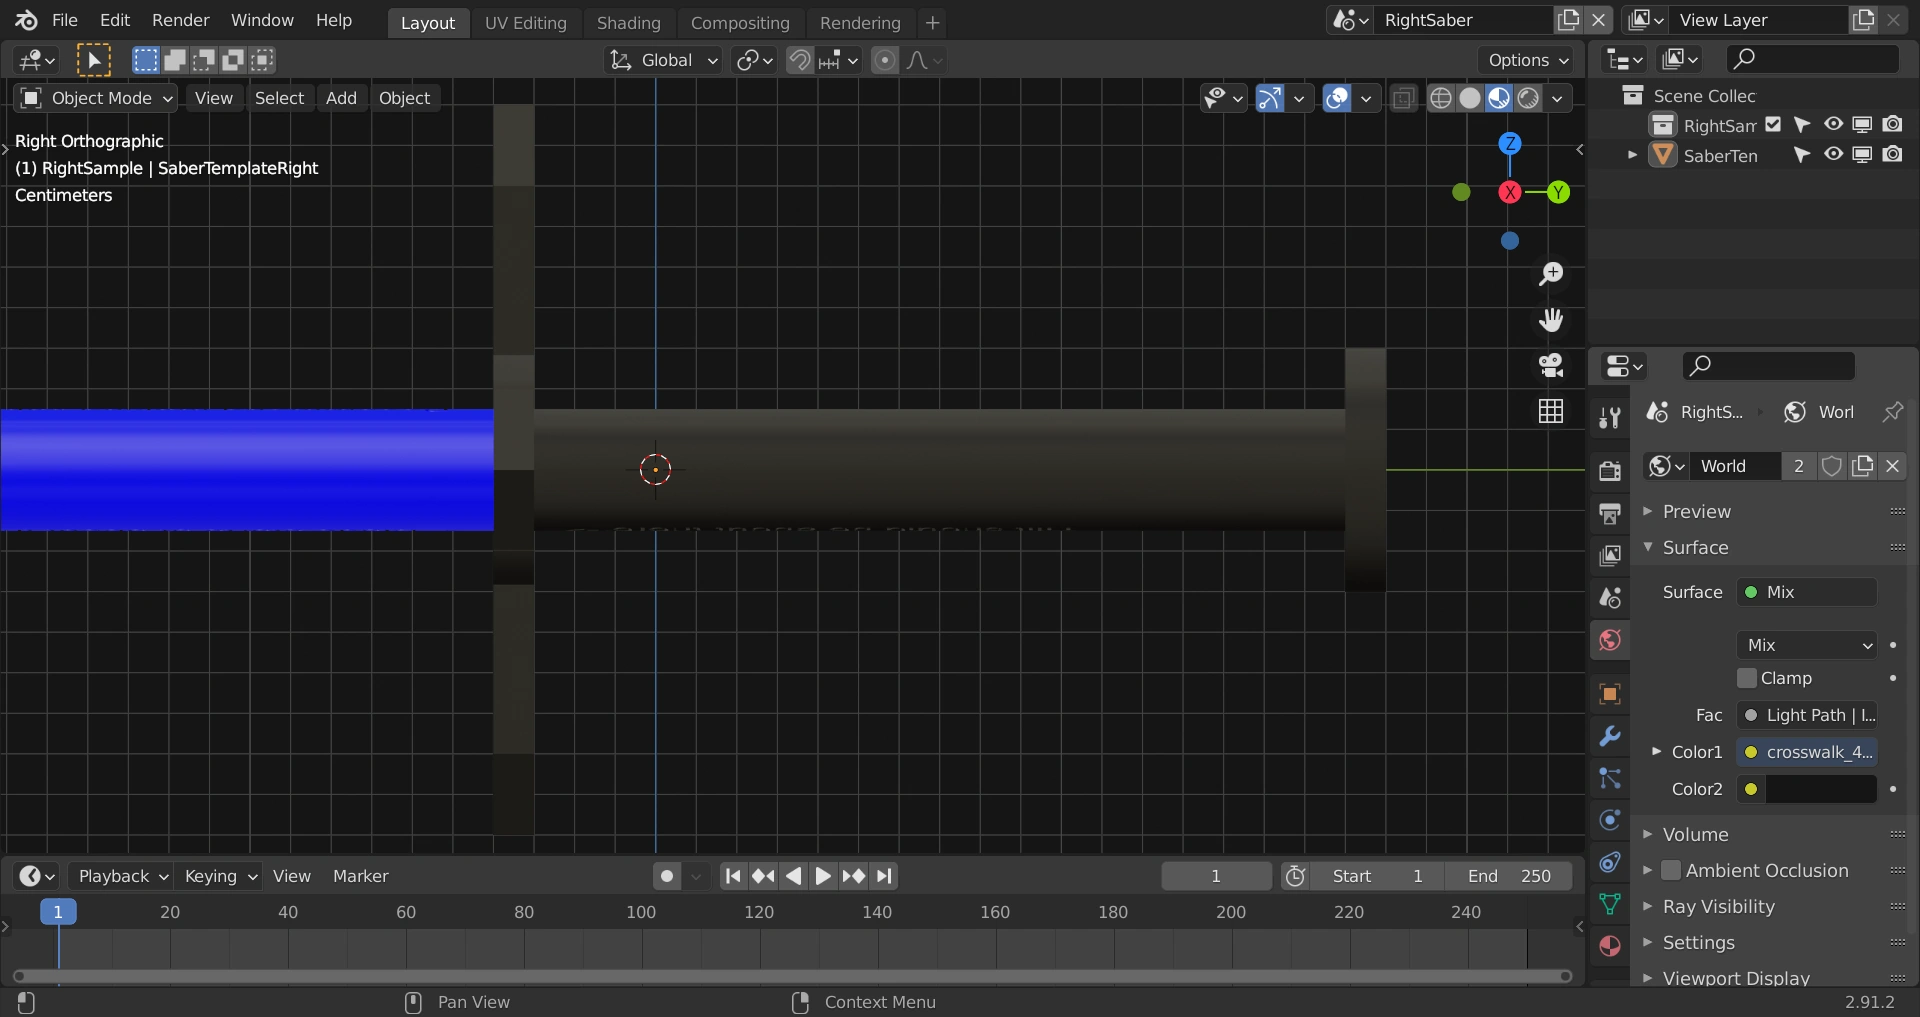 File Edit Render Window Help Layout UV Editing Shading Compositing Rendering + RightSaber View Layer
Global Options
Object Mode View Select Add Object
Right Orthographic
(1) RightSample | SaberTemplateRight
Centimeters
Z
X
Y
Scene Collec
RightSam
SaberTen
RightS... Worl
World 2
Preview
Surface
Surface Mix
Mix
Clamp
Fac Light Path | I...
Color1 crosswalk_4...
Color2
Volume
Ambient Occlusion
Ray Visibility
Settings
Viewport Display
Playback Keying View Marker 1 Start 1 End 250
1 20 40 60 80 100 120 140 160 180 200 220 240
Pan View Context Menu 2.91.2